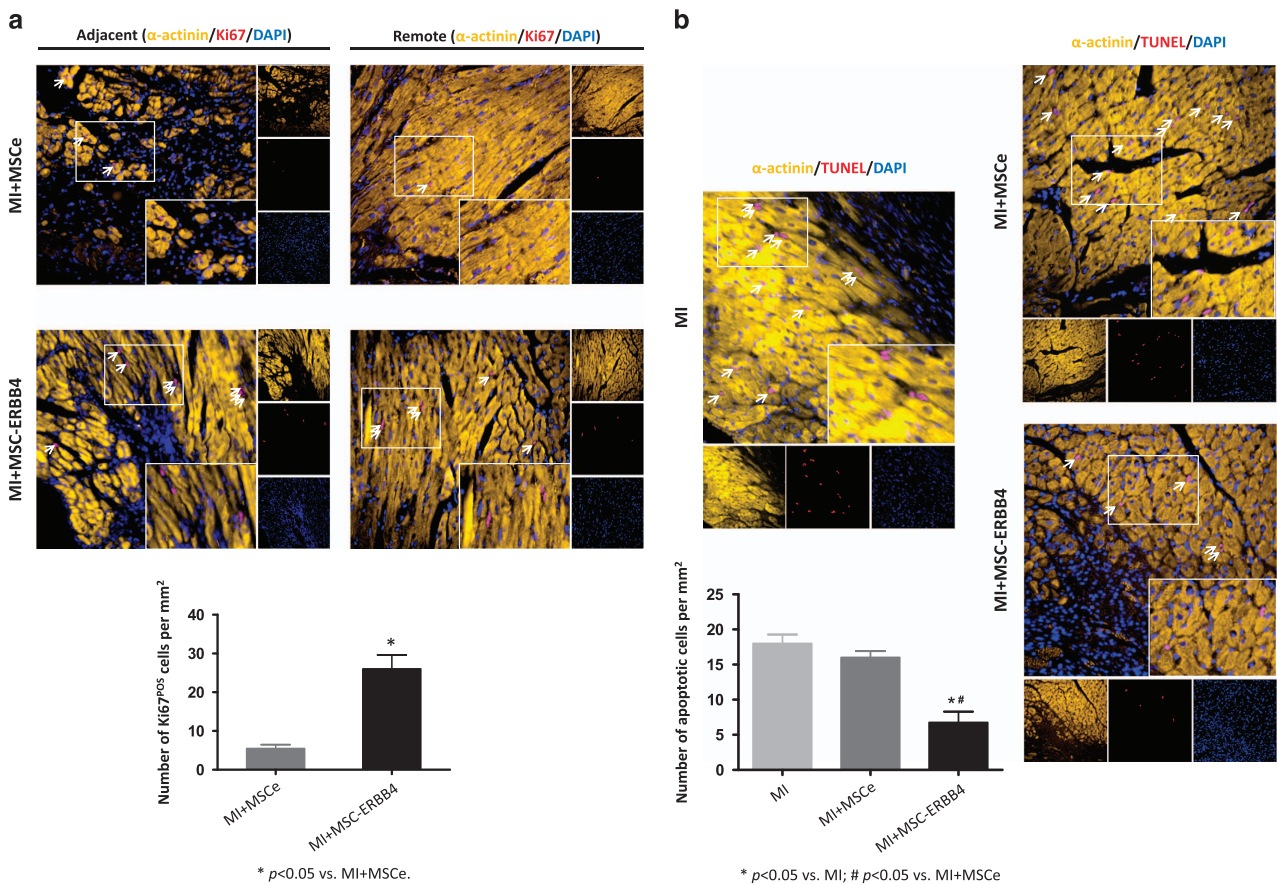 a
Adjacent (α-actinin/Ki67/DAPI)
Remote (α-actinin/Ki67/DAPI)
MI+MSCe
MI+MSC-ERBB4
Number of Ki67POS cells per mm2
40
30
20
10
0
*
MI+MSCe
MI+MSC-ERBB4
* p<0.05 vs. MI+MSCe.
b
α-actinin/TUNEL/DAPI
MI
α-actinin/TUNEL/DAPI
MI+MSCe
MI+MSC-ERBB4
Number of apoptotic cells per mm2
25
20
15
10
5
0
*#
MI
MI+MSCe
MI+MSC-ERBB4
* p<0.05 vs. MI; # p<0.05 vs. MI+MSCe